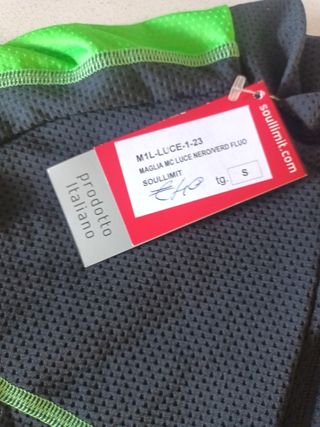 M1L-LUCE-1-23
MAGLIA MC LUCE NERO/VERD FLUO
SOULLIMIT
tg. S
prodotto
italiano
soullimit.com